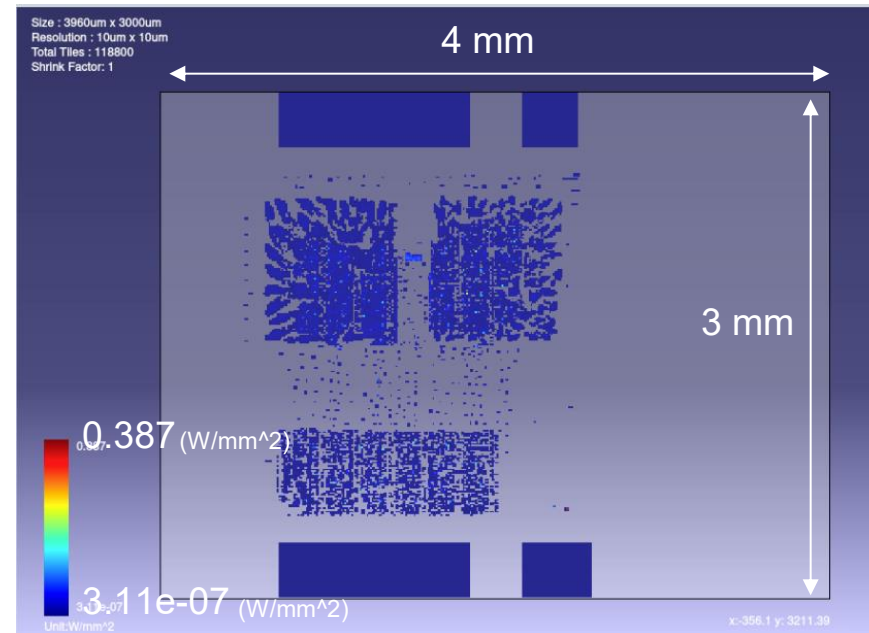 Size : 3960um x 3000um
Resolution : 10um x 10um
Total Tiles : 118800
Shrink Factor: 1
4 mm
3 mm
0.387 (W/mm^2)
3.11e-07 (W/mm^2)
Unit:W/mm^2
x:-356.1 y: 3211.39